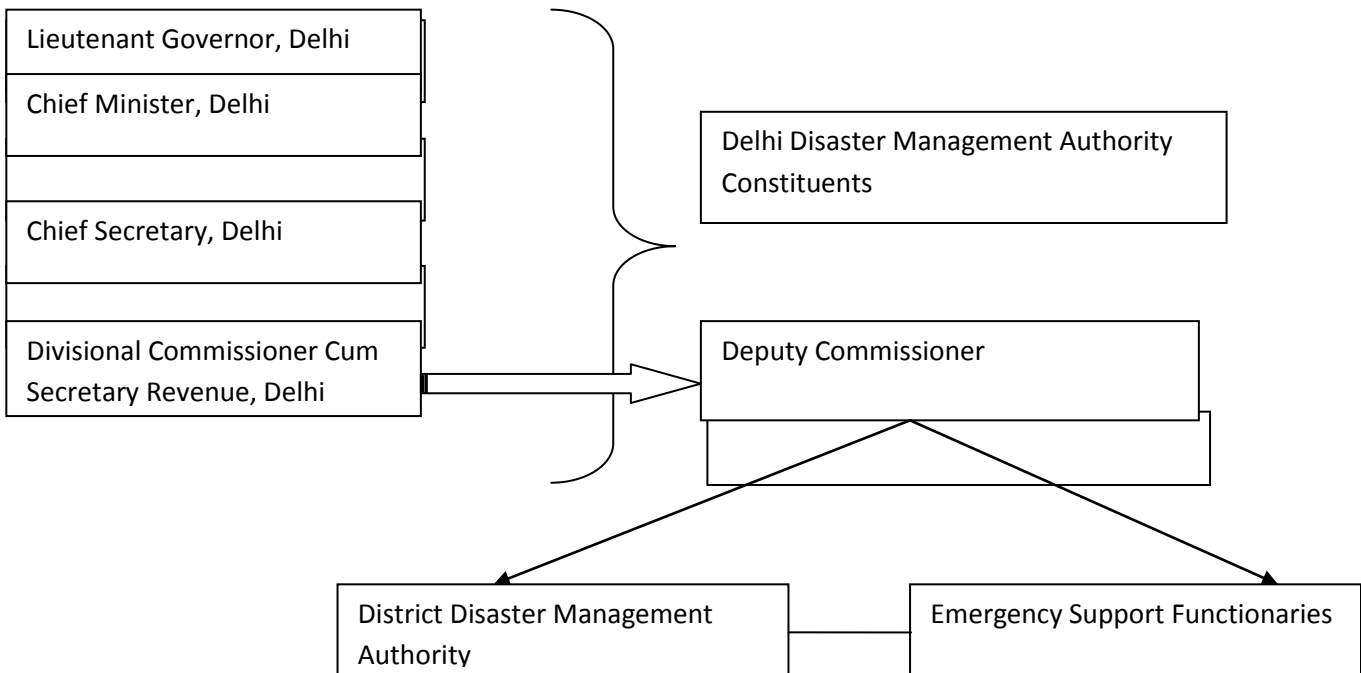 Lieutenant Governor, Delhi
Chief Minister, Delhi
Chief Secretary, Delhi
Divisional Commissioner Cum
Secretary Revenue, Delhi
Delhi Disaster Management Authority
Constituents
Deputy Commissioner
District Disaster Management
Authority
Emergency Support Functionaries